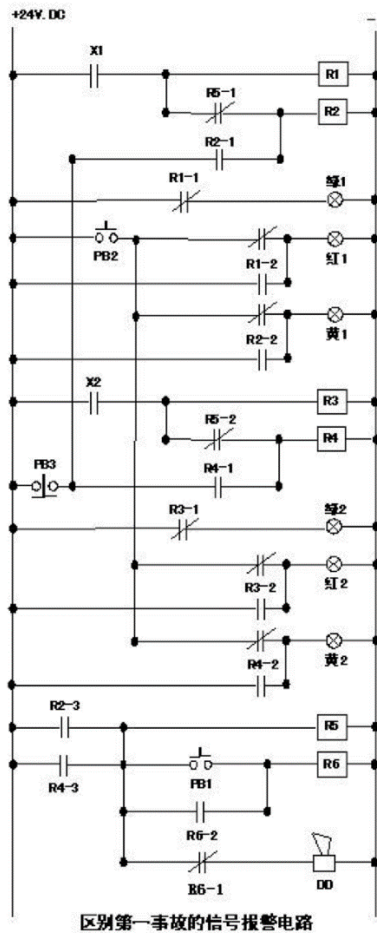 +24V.DC
−
X1
R1
R5-1
R2
R2-1
R1-1
绿1
PB2
红1
R1-2
黄1
R2-2
X2
R3
R5-2
R4
PB3
R4-1
R3-1
绿2
红2
R3-2
黄2
R4-2
R2-3
R5
R4-3
PB1
R6
R6-2
R6-1
DD
区别第一事故的信号报警电路